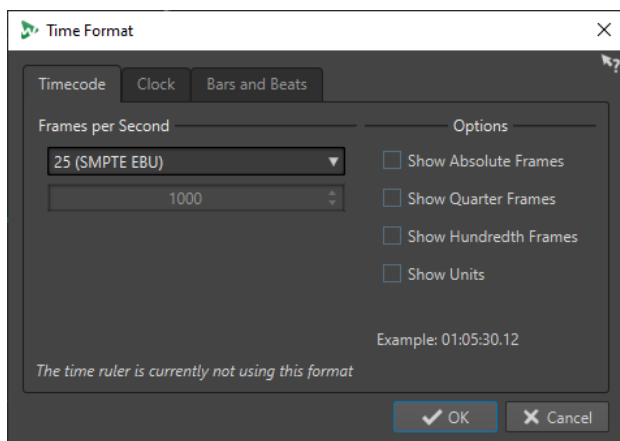 Time Format
Timecode
Clock
Bars and Beats
Frames per Second
Options
25 (SMPTE EBU)
Show Absolute Frames
1000
Show Quarter Frames
Show Hundredth Frames
Show Units
Example: 01:05:30.12
The time ruler is currently not using this format
OK
Cancel